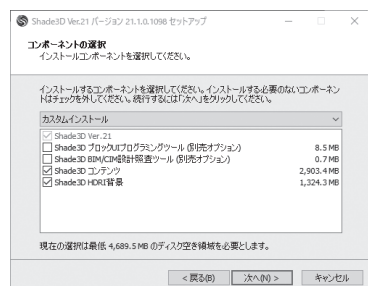 Shade3D Ver.21 バージョン 21.1.0.1098 セットアップ
コンポーネントの選択
インストールコンポーネントを選択してください。
インストールするコンポーネントを選択してください。インストールする必要のないコンポーネン
トはチェックを外してください。続行するには「次へ」をクリックしてください。
カスタムインストール
Shade3D Ver.21
Shade3D ブロックUIプログラミングツール (別売オプション) 8.5 MB
Shade3D BIM/CIM設計照査ツール (別売オプション) 0.7 MB
Shade3D コンテンツ 2,903.4 MB
Shade3D HDRI背景 1,324.3 MB
現在の選択は最低 4,689.5 MB のディスク空き領域を必要とします。
< 戻る(B) 次へ(N) > キャンセル